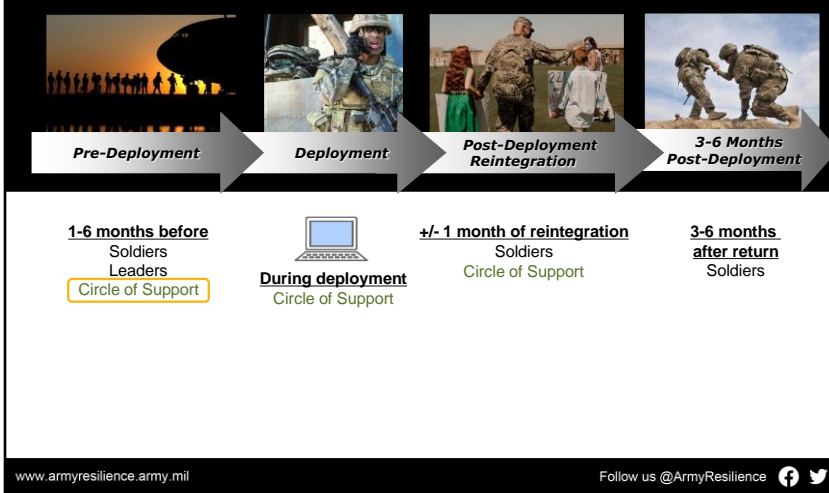 Pre-Deployment
Deployment
Post-Deployment
Reintegration
3-6 Months
Post-Deployment
1-6 months before
Soldiers
Leaders
Circle of Support
During deployment
Circle of Support
+/- 1 month of reintegration
Soldiers
Circle of Support
3-6 months
after return
Soldiers
www.armyresilience.army.mil
Follow us @ArmyResilience